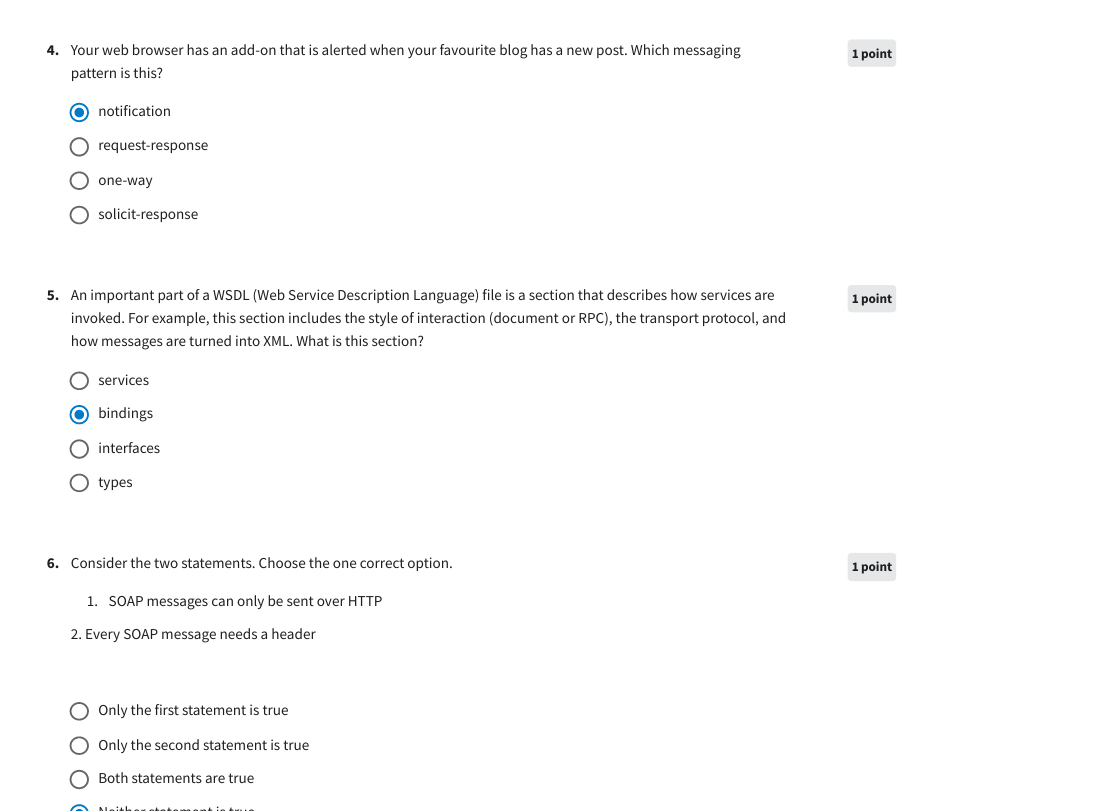 4. Your web browser has an add-on that is alerted when your favourite blog has a new post. Which messaging
1 point
pattern is this?
notification
request-response
one-way
solicit-response
5. An important part of a WSDL (Web Service Description Language) file is a section that describes how services are
1 point
invoked. For example, this section includes the style of interaction (document or RPC), the transport protocol, and
how messages are turned into XML. What is this section?
services
bindings
interfaces
types
6. Consider the two statements. Choose the one correct option.
1 point
1. SOAP messages can only be sent over HTTP
2. Every SOAP message needs a header
Only the first statement is true
Only the second statement is true
Both statements are true
Neither statement is true